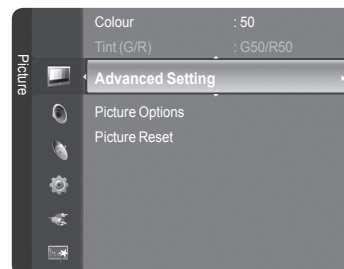 Picture
Colour : 50
Tint (G/R) : G50/R50
Advanced Setting
Picture Options
Picture Reset